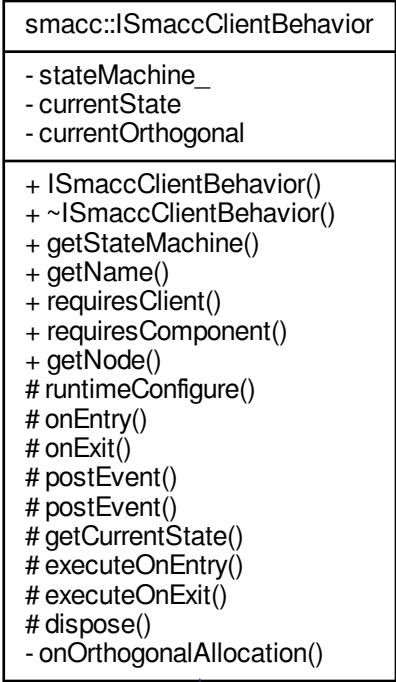 smacc::ISmaccClientBehavior
- stateMachine_
- currentState
- currentOrthogonal
+ ISmaccClientBehavior()
+ ~ISmaccClientBehavior()
+ getStateMachine()
+ getName()
+ requiresClient()
+ requiresComponent()
+ getNode()
# runtimeConfigure()
# onEntry()
# onExit()
# postEvent()
# postEvent()
# getCurrentState()
# executeOnEntry()
# executeOnExit()
# dispose()
- onOrthogonalAllocation()